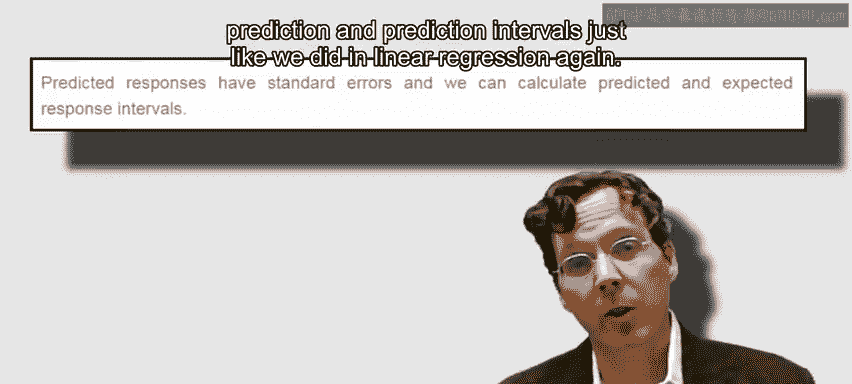 prediction and prediction intervals just
like we did in linear regression again.
Predicted responses have standard errors and we can calculate predicted and expected
response intervals.